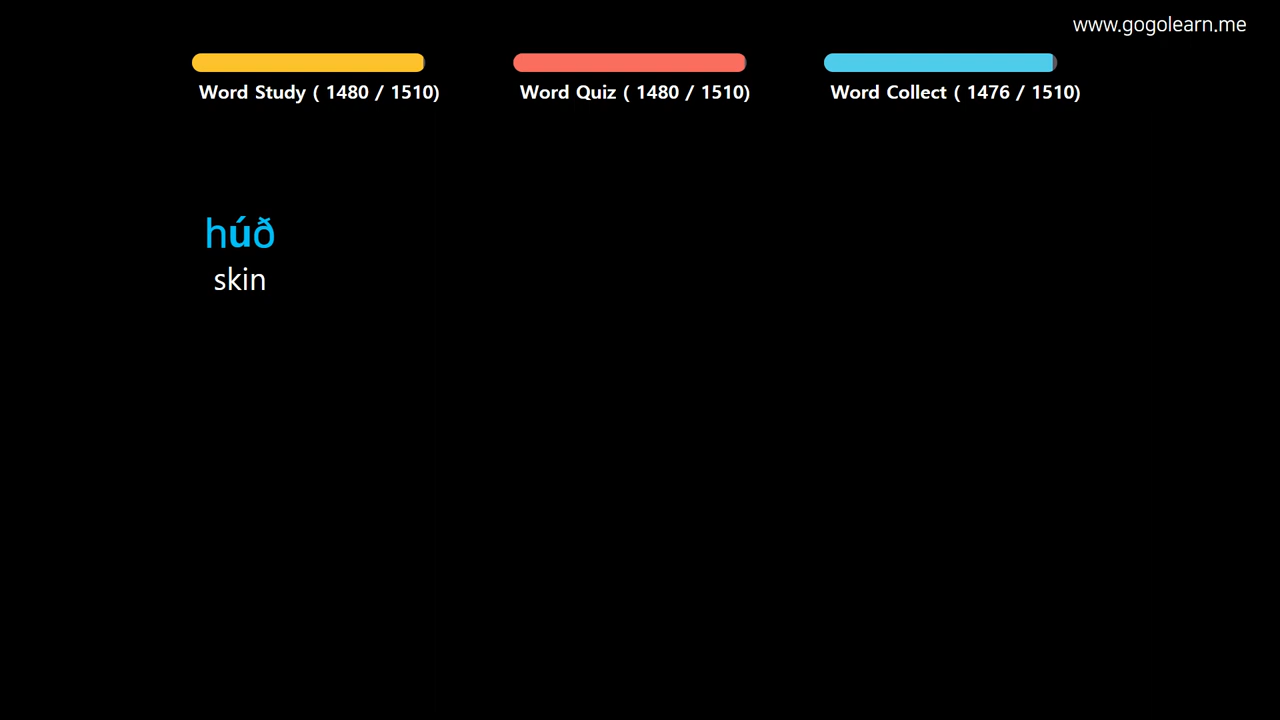 www.gogolearn.me
Word Study ( 1480 / 1510)
Word Quiz ( 1480 / 1510)
Word Collect ( 1476 / 1510)
húð
skin